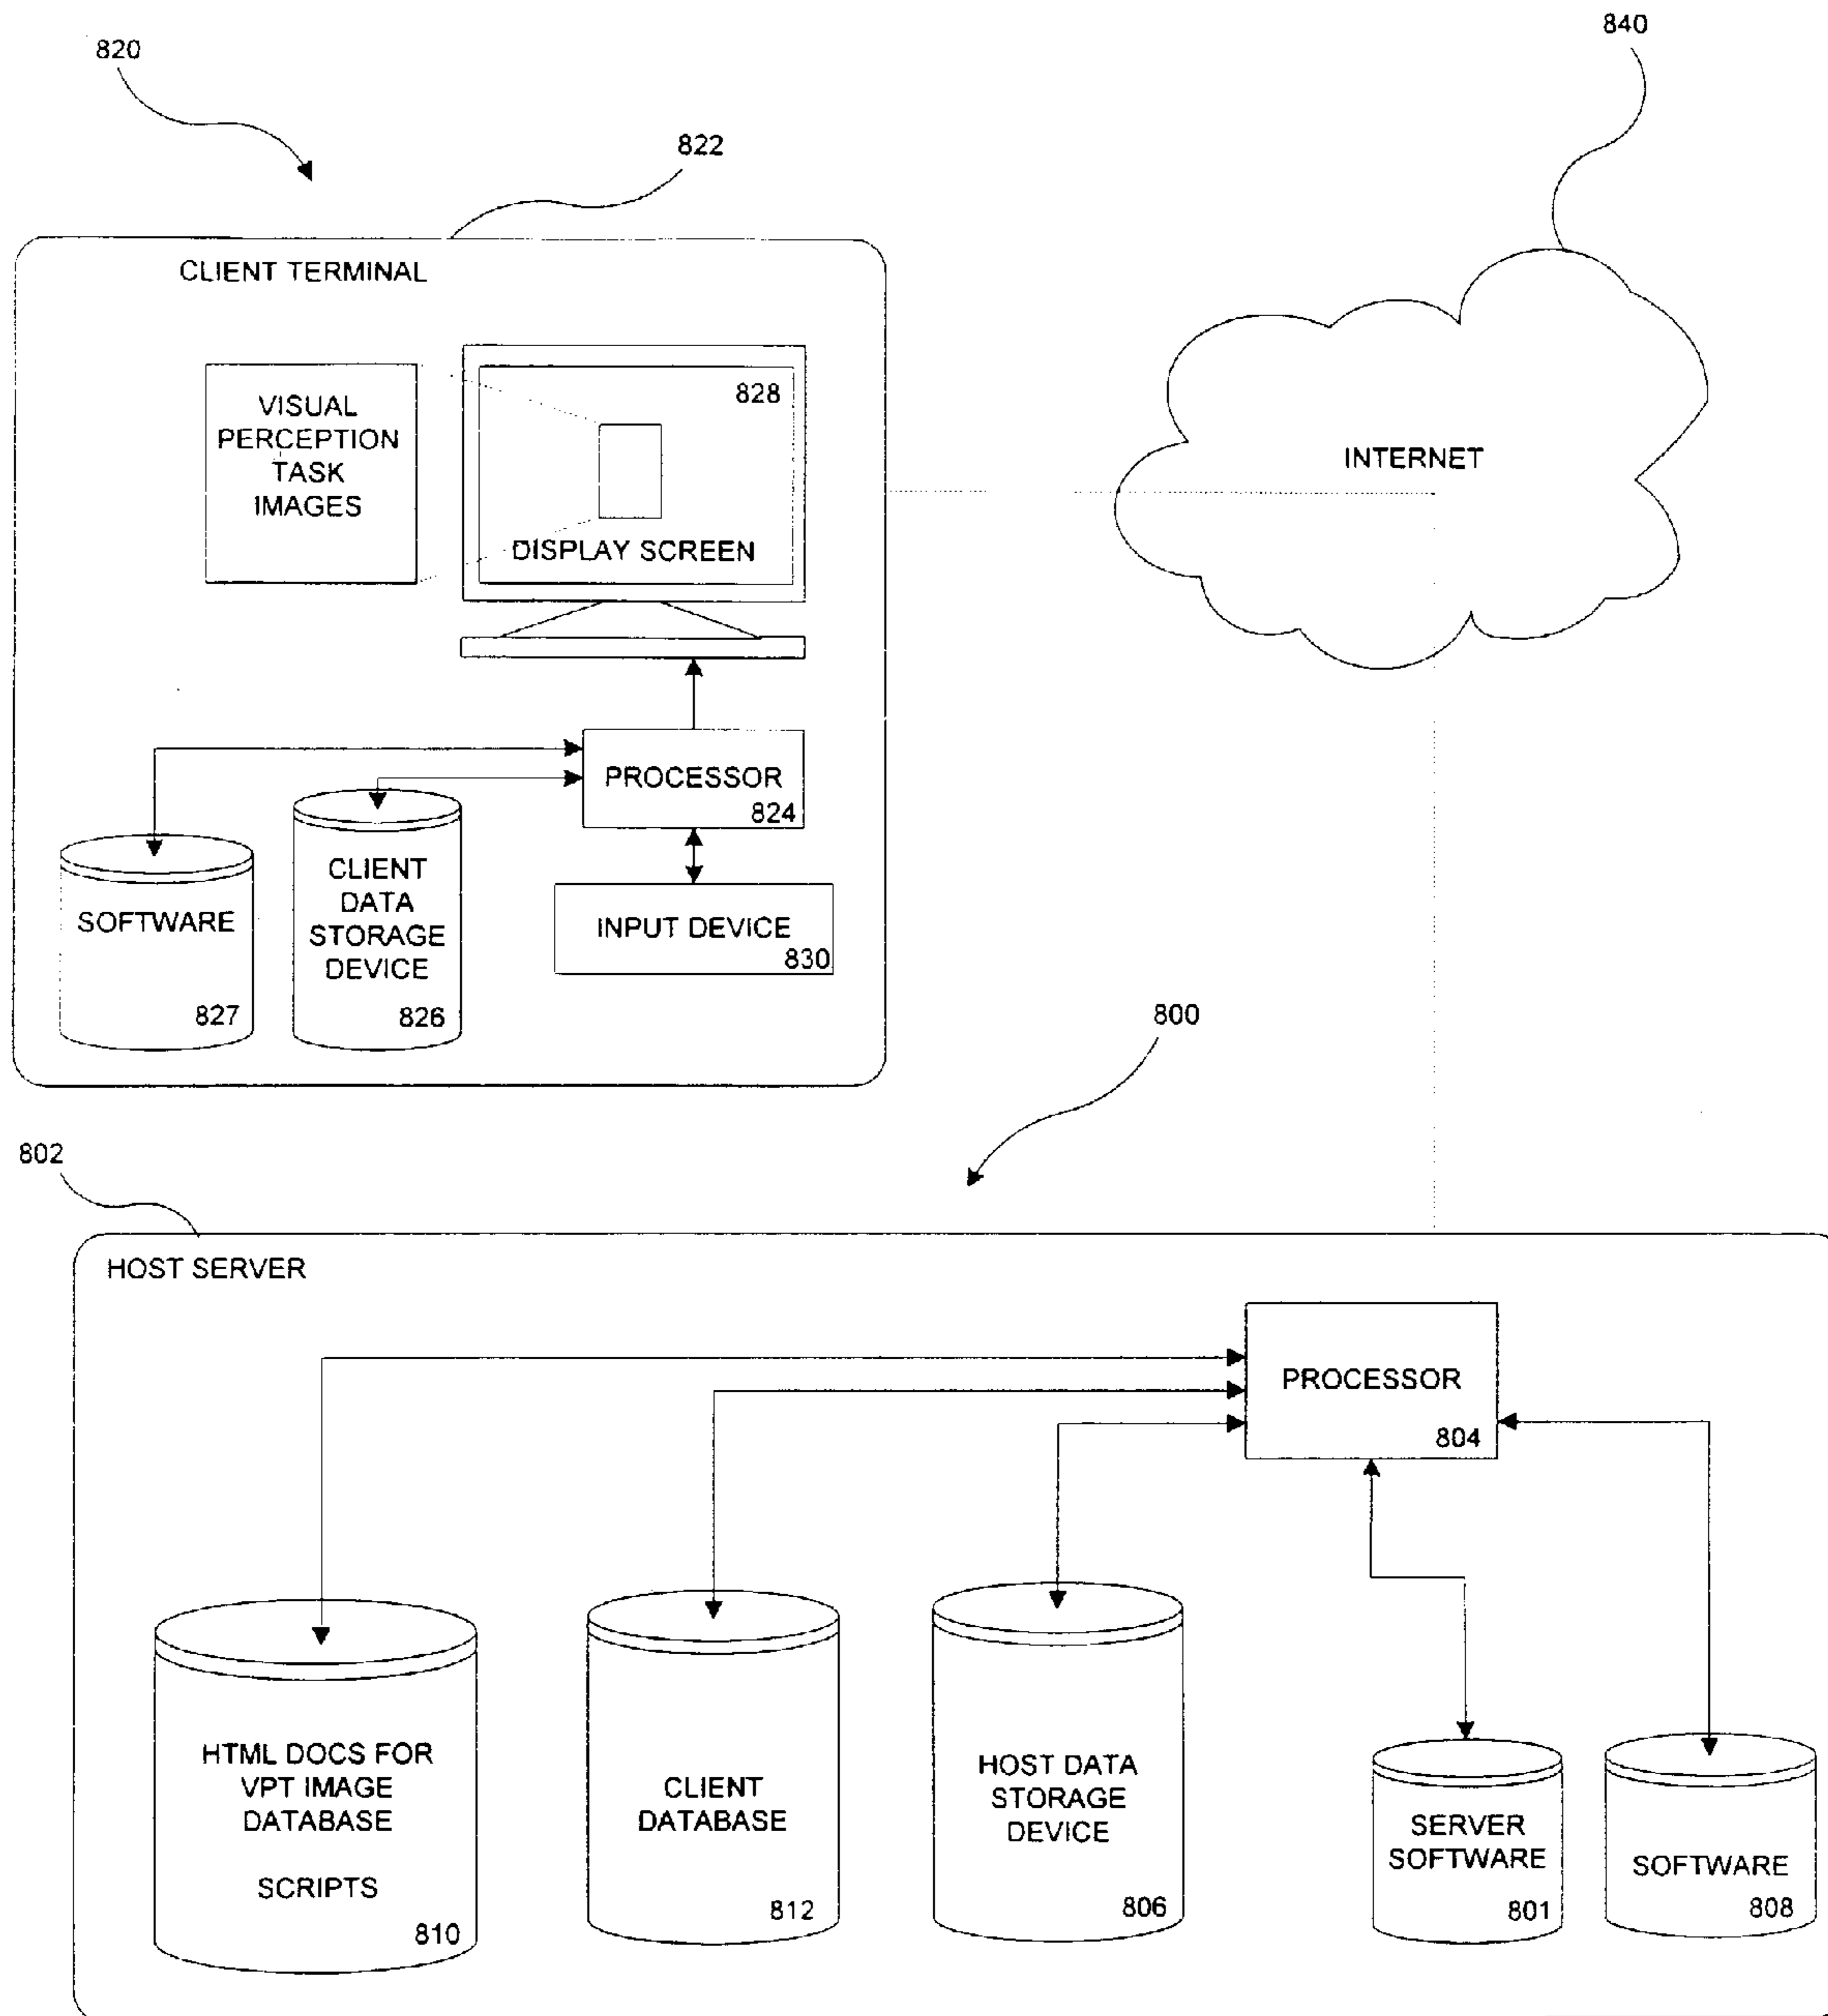 820
840
822
CLIENT TERMINAL
VISUAL
PERCEPTION
TASK
IMAGES
828
DISPLAY SCREEN
INTERNET
PROCESSOR
824
SOFTWARE
827
CLIENT
DATA
STORAGE
DEVICE
826
INPUT DEVICE
830
800
802
HOST SERVER
PROCESSOR
804
HTML DOCS FOR
VPT IMAGE
DATABASE
SCRIPTS
810
CLIENT
DATABASE
812
HOST DATA
STORAGE
DEVICE
806
SERVER
SOFTWARE
801
SOFTWARE
808